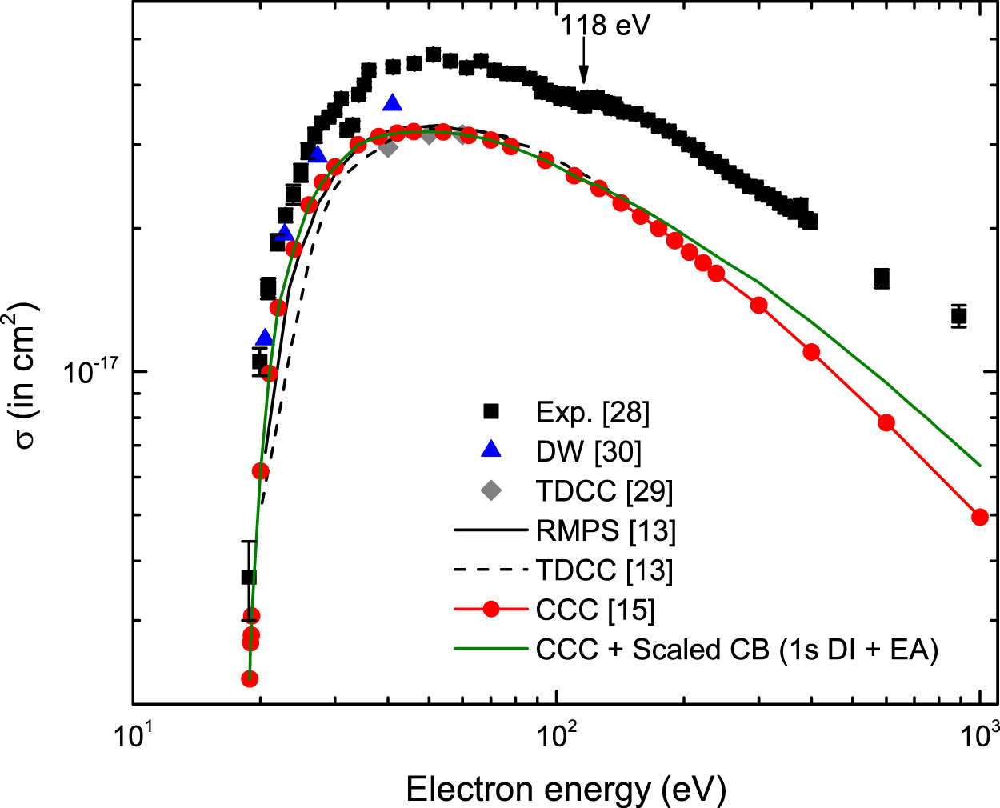 118 eV
σ (in cm²)
10⁻¹⁷
Exp. [28]
DW [30]
TDCC [29]
RMPS [13]
TDCC [13]
CCC [15]
CCC + Scaled CB (1s DI + EA)
10¹ 10² 10³
Electron energy (eV)